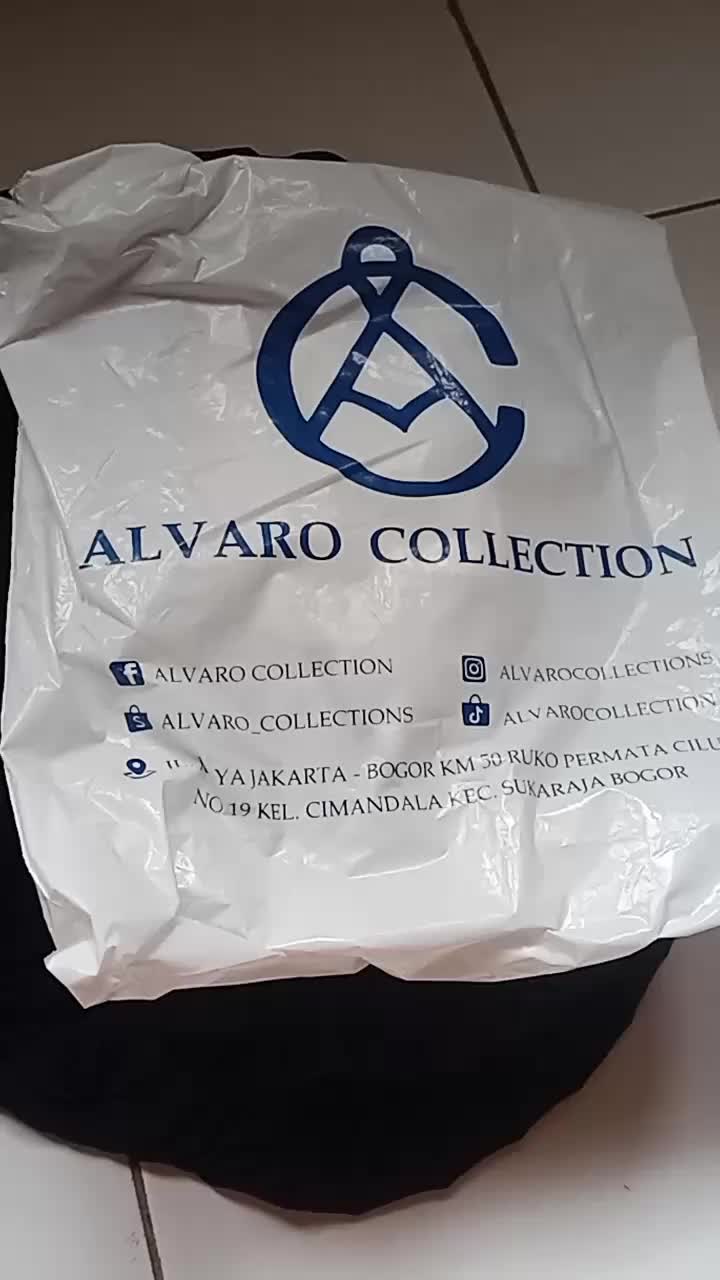 ALVARO COLLECTION
ALVARO COLLECTION
ALVAROCOLLECTIONS
ALVARO_COLLECTIONS
ALVAROCOLLECTION
JAKARTA - BOGOR KM 50 RUKO PERMATA
NO.19 KEL. CIMANDALA KEC. SUKARAJA BOGOR